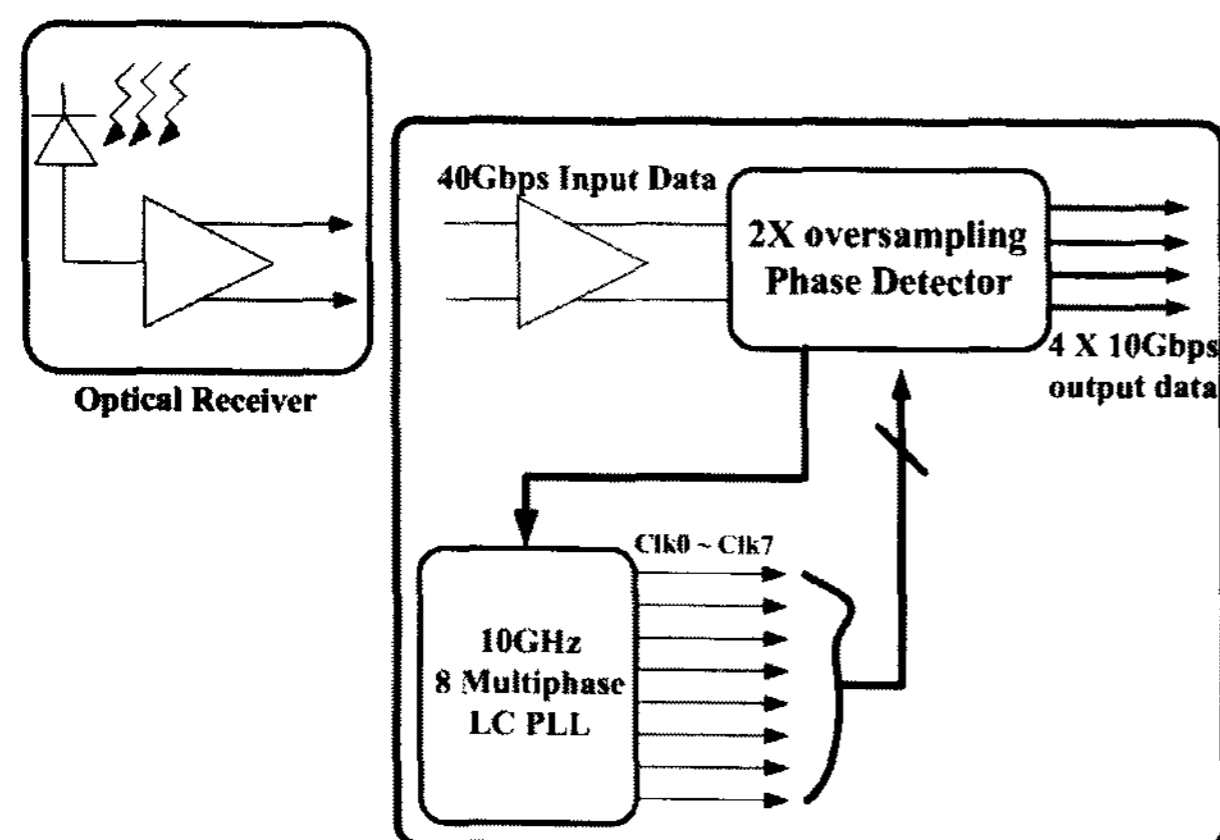 40Gbps Input Data
2X oversampling
Phase Detector
4 X 10Gbps
output data
Optical Receiver
Clk0 ~ Clk7
10GHz
8 Multiphase
LC PLL